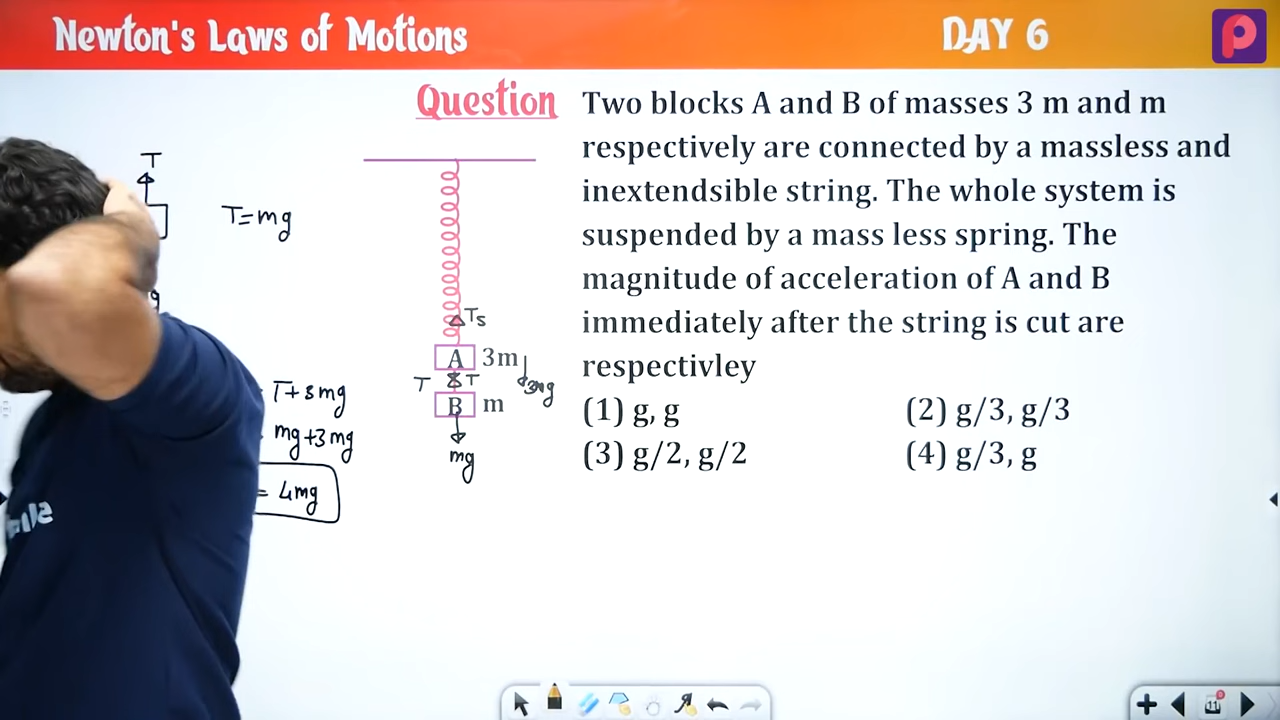 Newton's Laws of Motions
DAY 6
Question
Two blocks A and B of masses 3 m and m
respectively are connected by a massless and
inextendsible string. The whole system is
suspended by a mass less spring. The
magnitude of acceleration of A and B
immediately after the string is cut are
respectivley
(1) g, g
(2) g/3, g/3
(3) g/2, g/2
(4) g/3, g
T
T=mg
T+3mg
mg+3mg
= 4mg
Ts
A 3m
3mg
T T
B m
mg
11